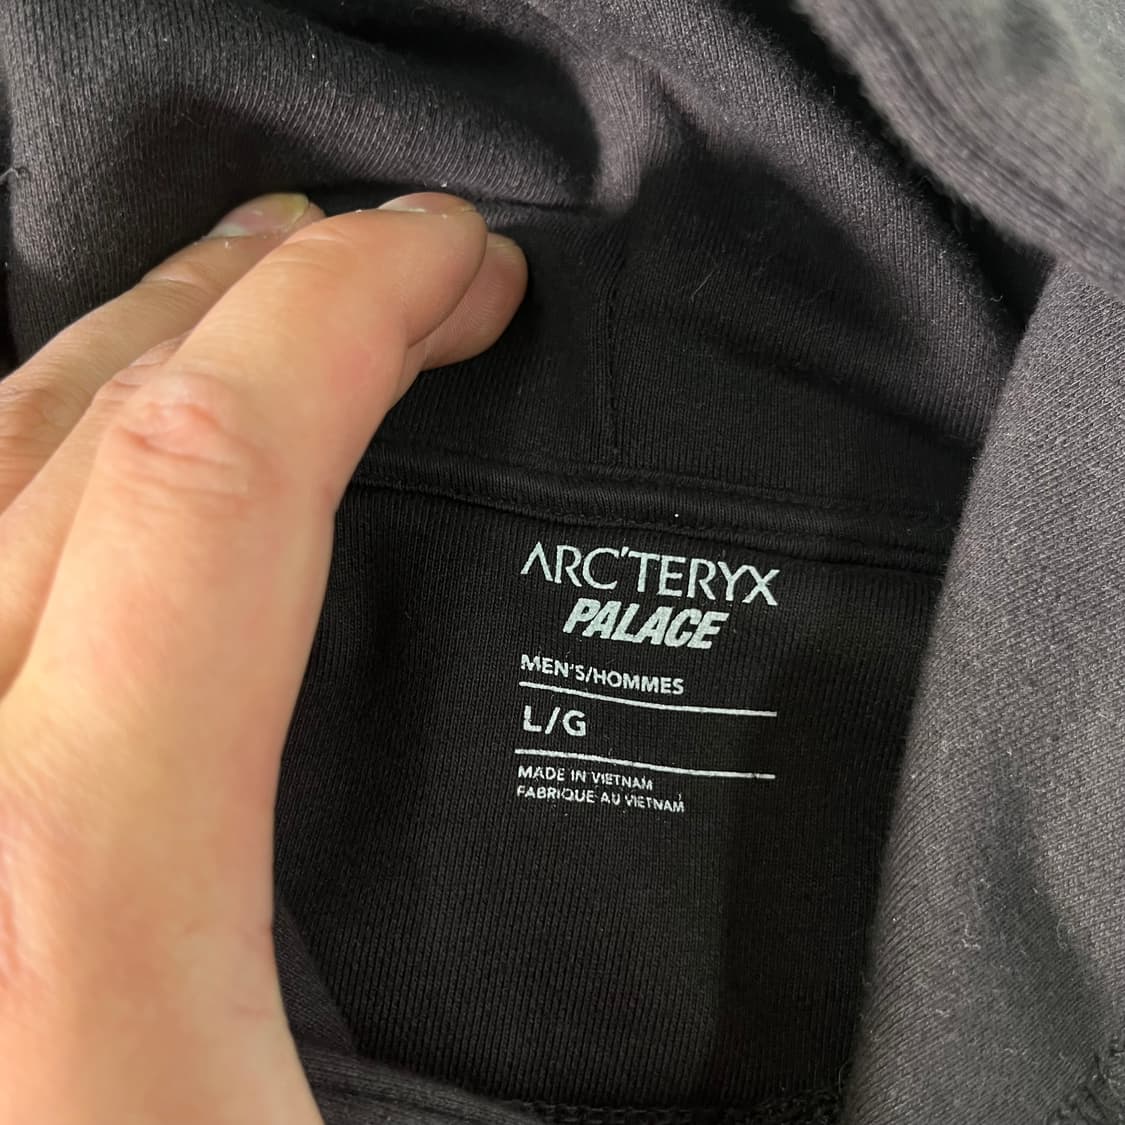 ARC'TERYX
PALACE
MEN'S/HOMMES
L/G
MADE IN VIETNAM
FABRIQUE AU VIETNAM